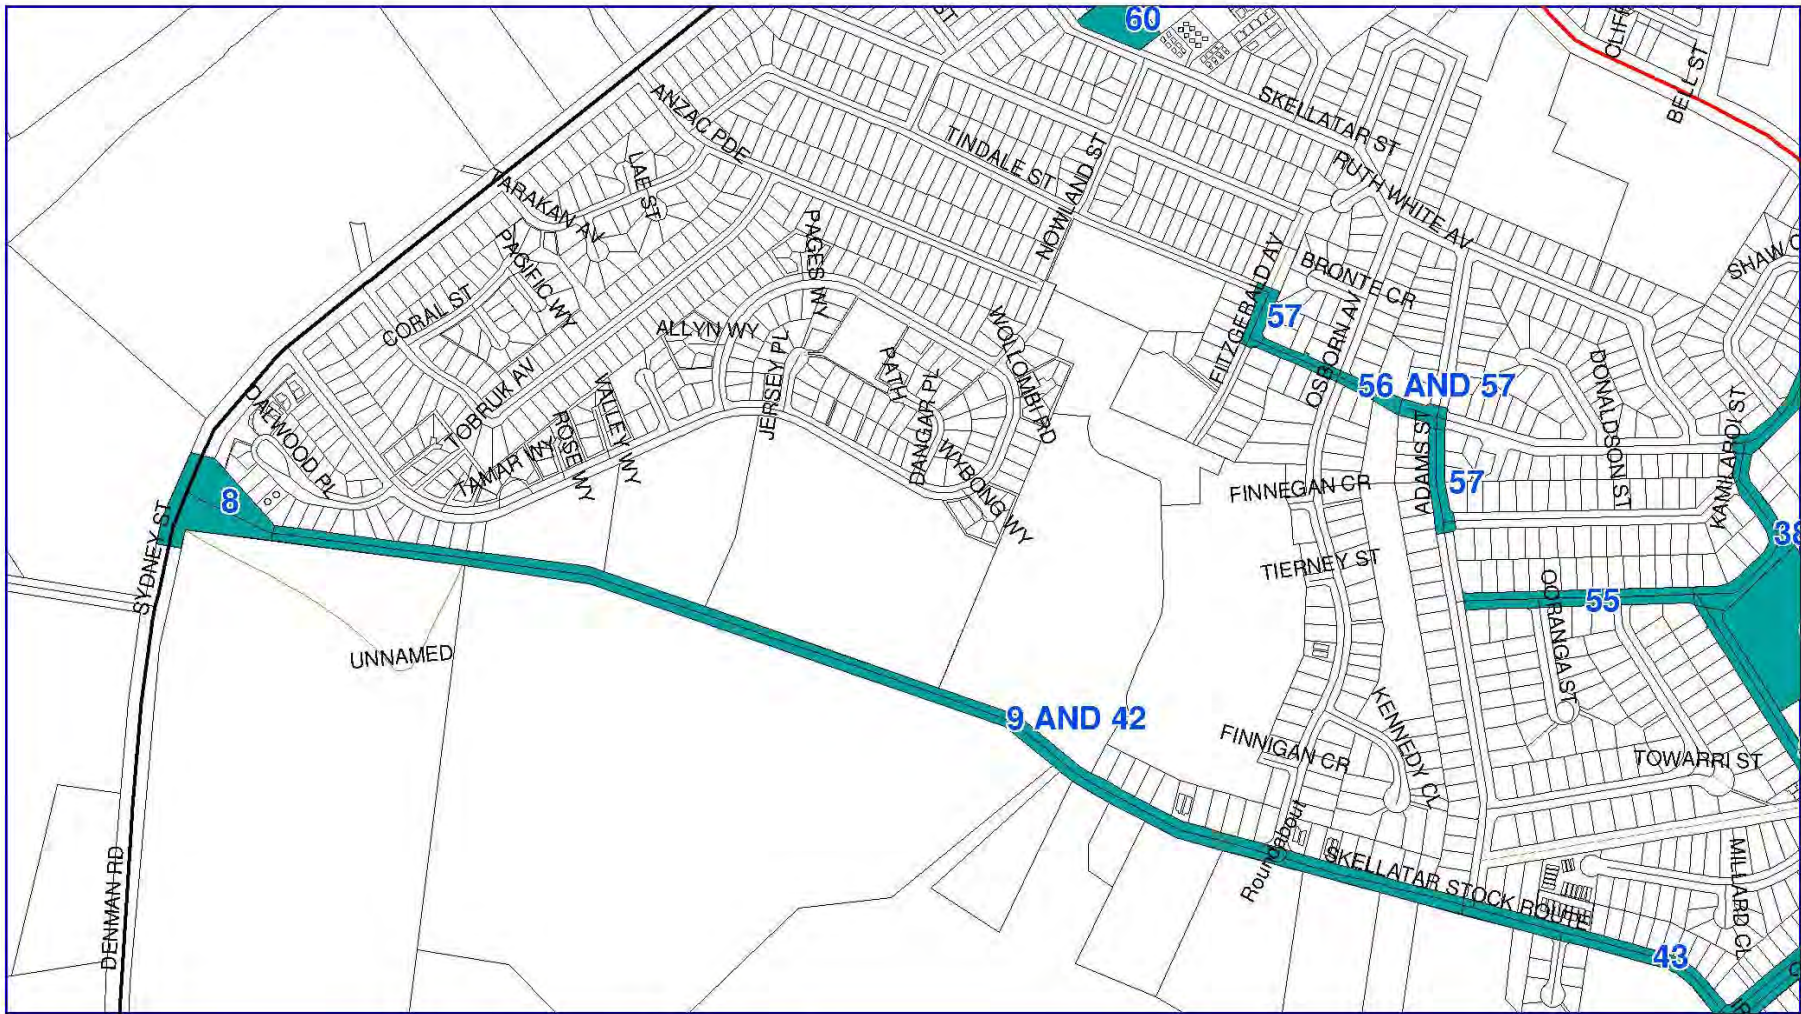 60
ST
BELL ST
SKELLATAR ST
ANZAC PDE
TINDALE ST
NOWLAND ST
RUTH WHITE AV
LAE ST
TARAKAN AV
PACIFIC WY
PAGES WY
BRONTE CR
FITZGERALD AV
57
CORAL ST
ALLYN WY
JERSEY PL
WOLLOMBI RD
OSBORN AV
56 AND 57
DONALDSON ST
KAMILAROI ST
TOBRUK AV
VALLEY WY
ROSE WY
TAMAR WY
PATH
DANGAR PL
WYBONG WY
OAEWOOD PL
8
SYDNEY ST
FINNEGAN CR
ADAMS ST
57
38
TIERNEY ST
55
OORANGA ST
UNNAMED
9 AND 42
KENNEDY CL
FINNIGAN CR
TOWARRI ST
Roundabout
SKELLATAR STOCK ROUTE
MILLARD CL
DENMAN RD
43